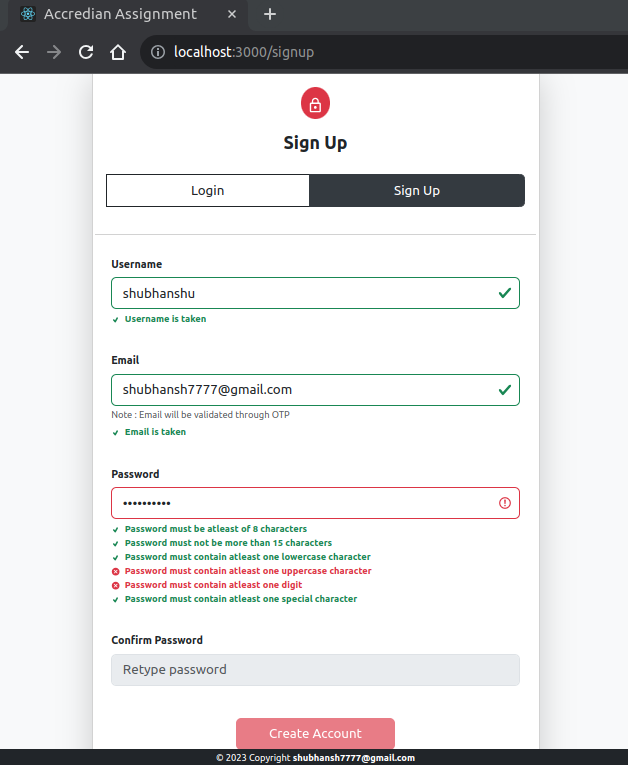 Accredian Assignment
localhost:3000/signup
Sign Up
Login
Sign Up
Username
shubhanshu
Username is taken
Email
shubhansh7777@gmail.com
Note : Email will be validated through OTP
Email is taken
Password
••••••••••
Password must be atleast of 8 characters
Password must not be more than 15 characters
Password must contain atleast one lowercase character
Password must contain atleast one uppercase character
Password must contain atleast one digit
Password must contain atleast one special character
Confirm Password
Retype password
Create Account
© 2023 Copyright shubhansh7777@gmail.com